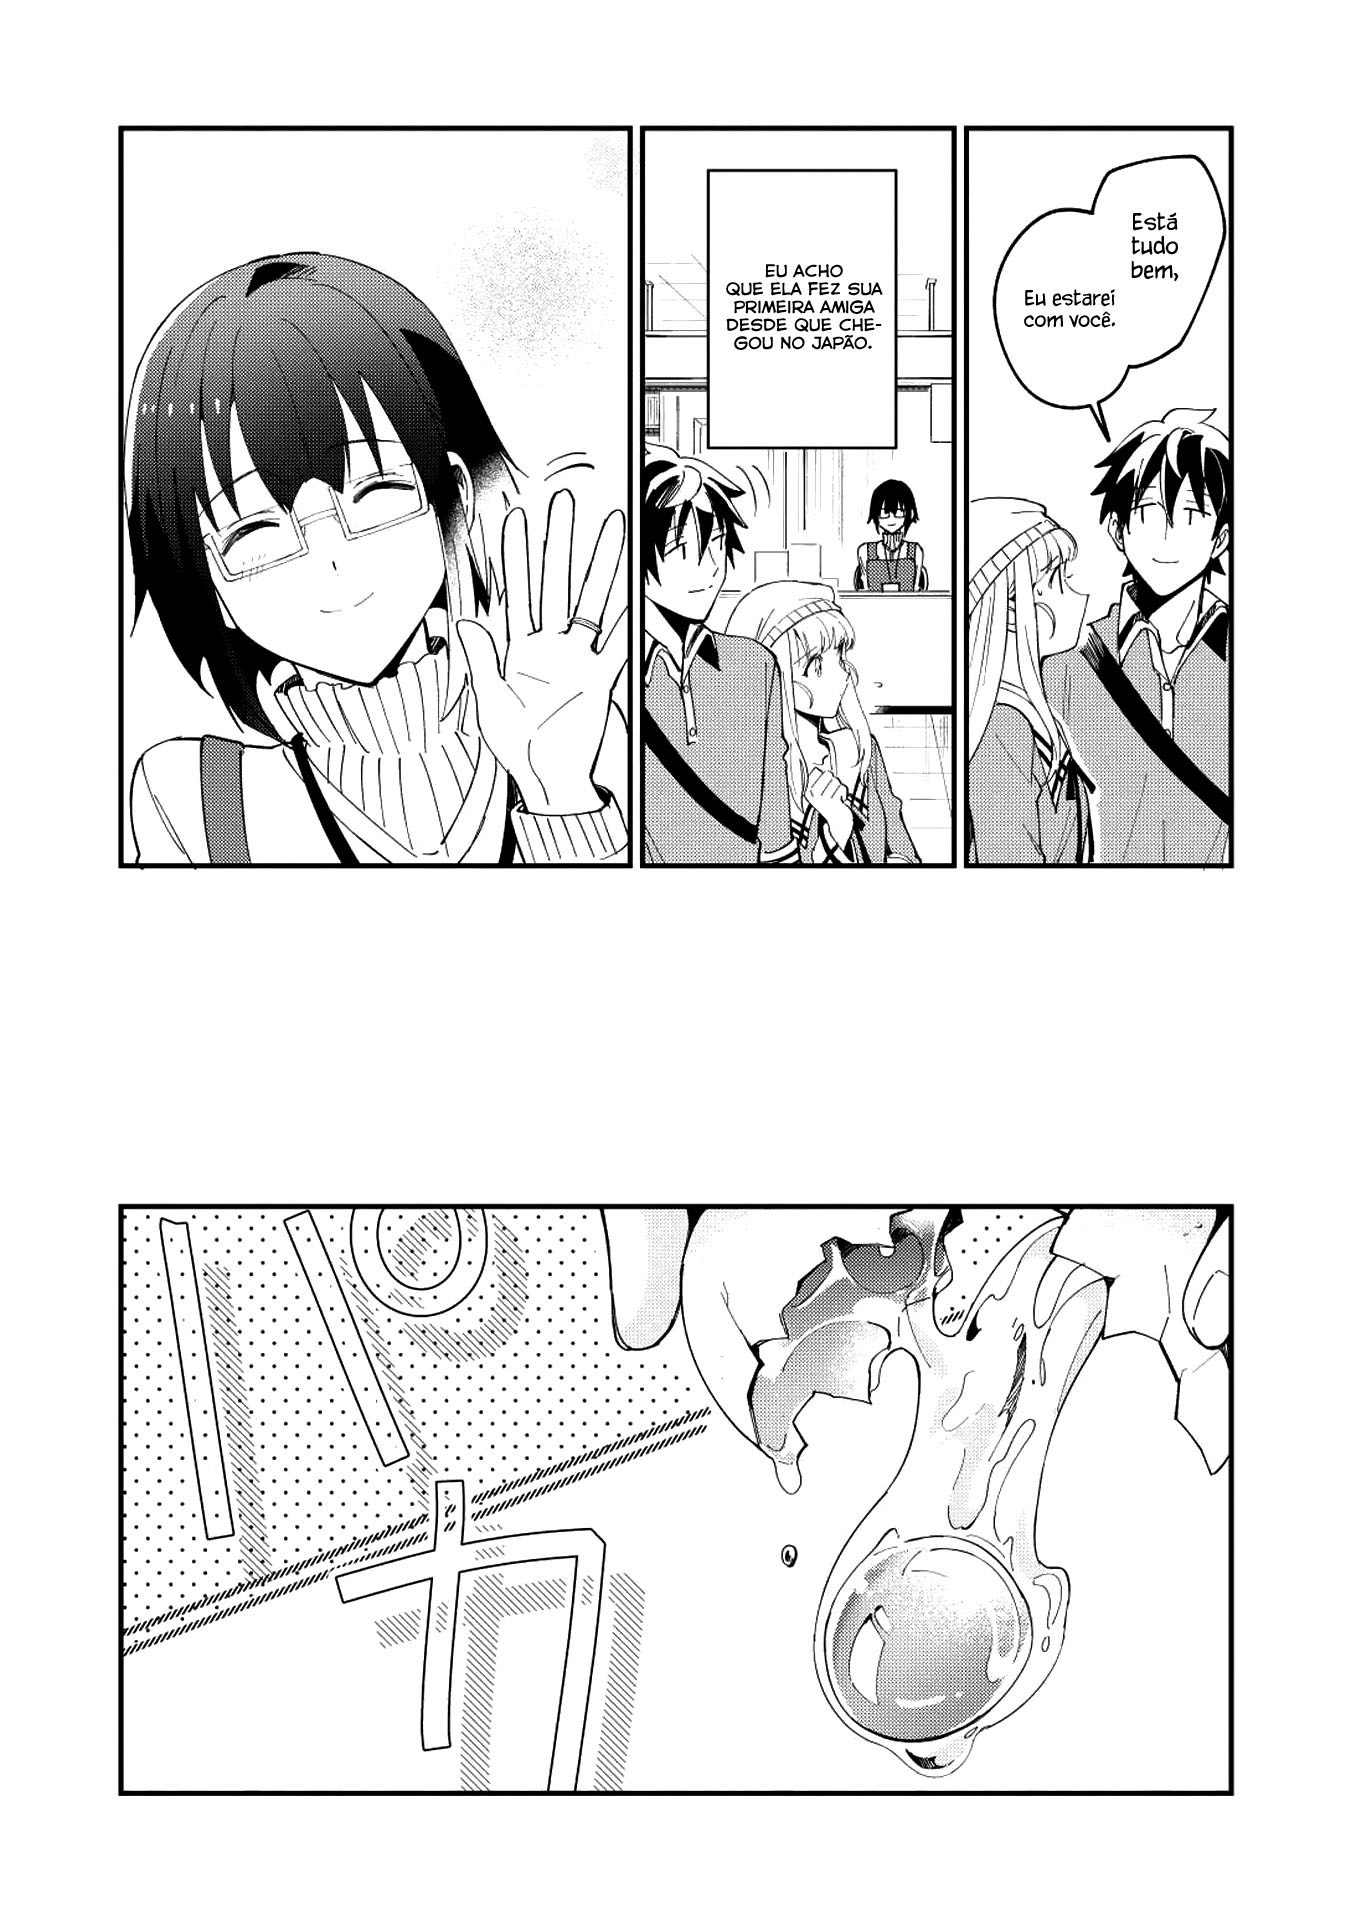 Está
tudo
bem,
Eu estarei
com você.
EU ACHO
QUE ELA FEZ SUA
PRIMEIRA AMIGA
DESDE QUE CHE-
GOU NO JAPÃO.
パカ